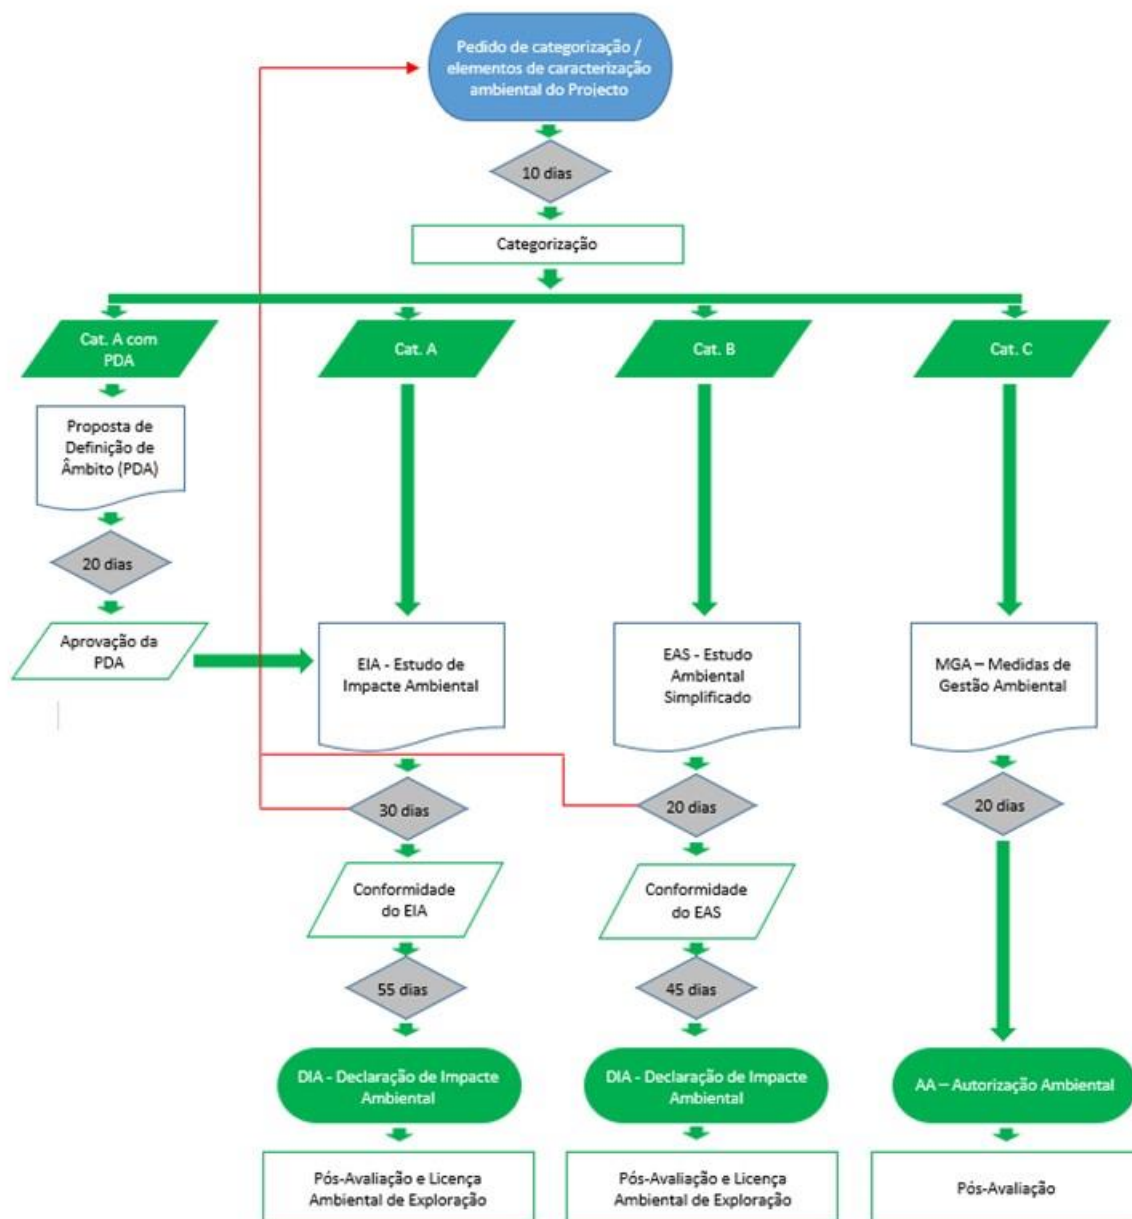 Pedido de categorização /
elementos de caracterização
ambiental do Projecto
10 dias
Categorização
Cat. A com
PDA
Cat. A
Cat. B
Cat. C
Proposta de
Definição de
Âmbito (PDA)
20 dias
Aprovação da
PDA
EIA - Estudo de
Impacte Ambiental
EAS - Estudo
Ambiental
Simplificado
MGA – Medidas de
Gestão Ambiental
30 dias
20 dias
20 dias
Conformidade
do EIA
Conformidade
do EAS
55 dias
45 dias
DIA - Declaração de Impacte
Ambiental
DIA - Declaração de Impacte
Ambiental
AA – Autorização Ambiental
Pós-Avaliação e Licença
Ambiental de Exploração
Pós-Avaliação e Licença
Ambiental de Exploração
Pós-Avaliação